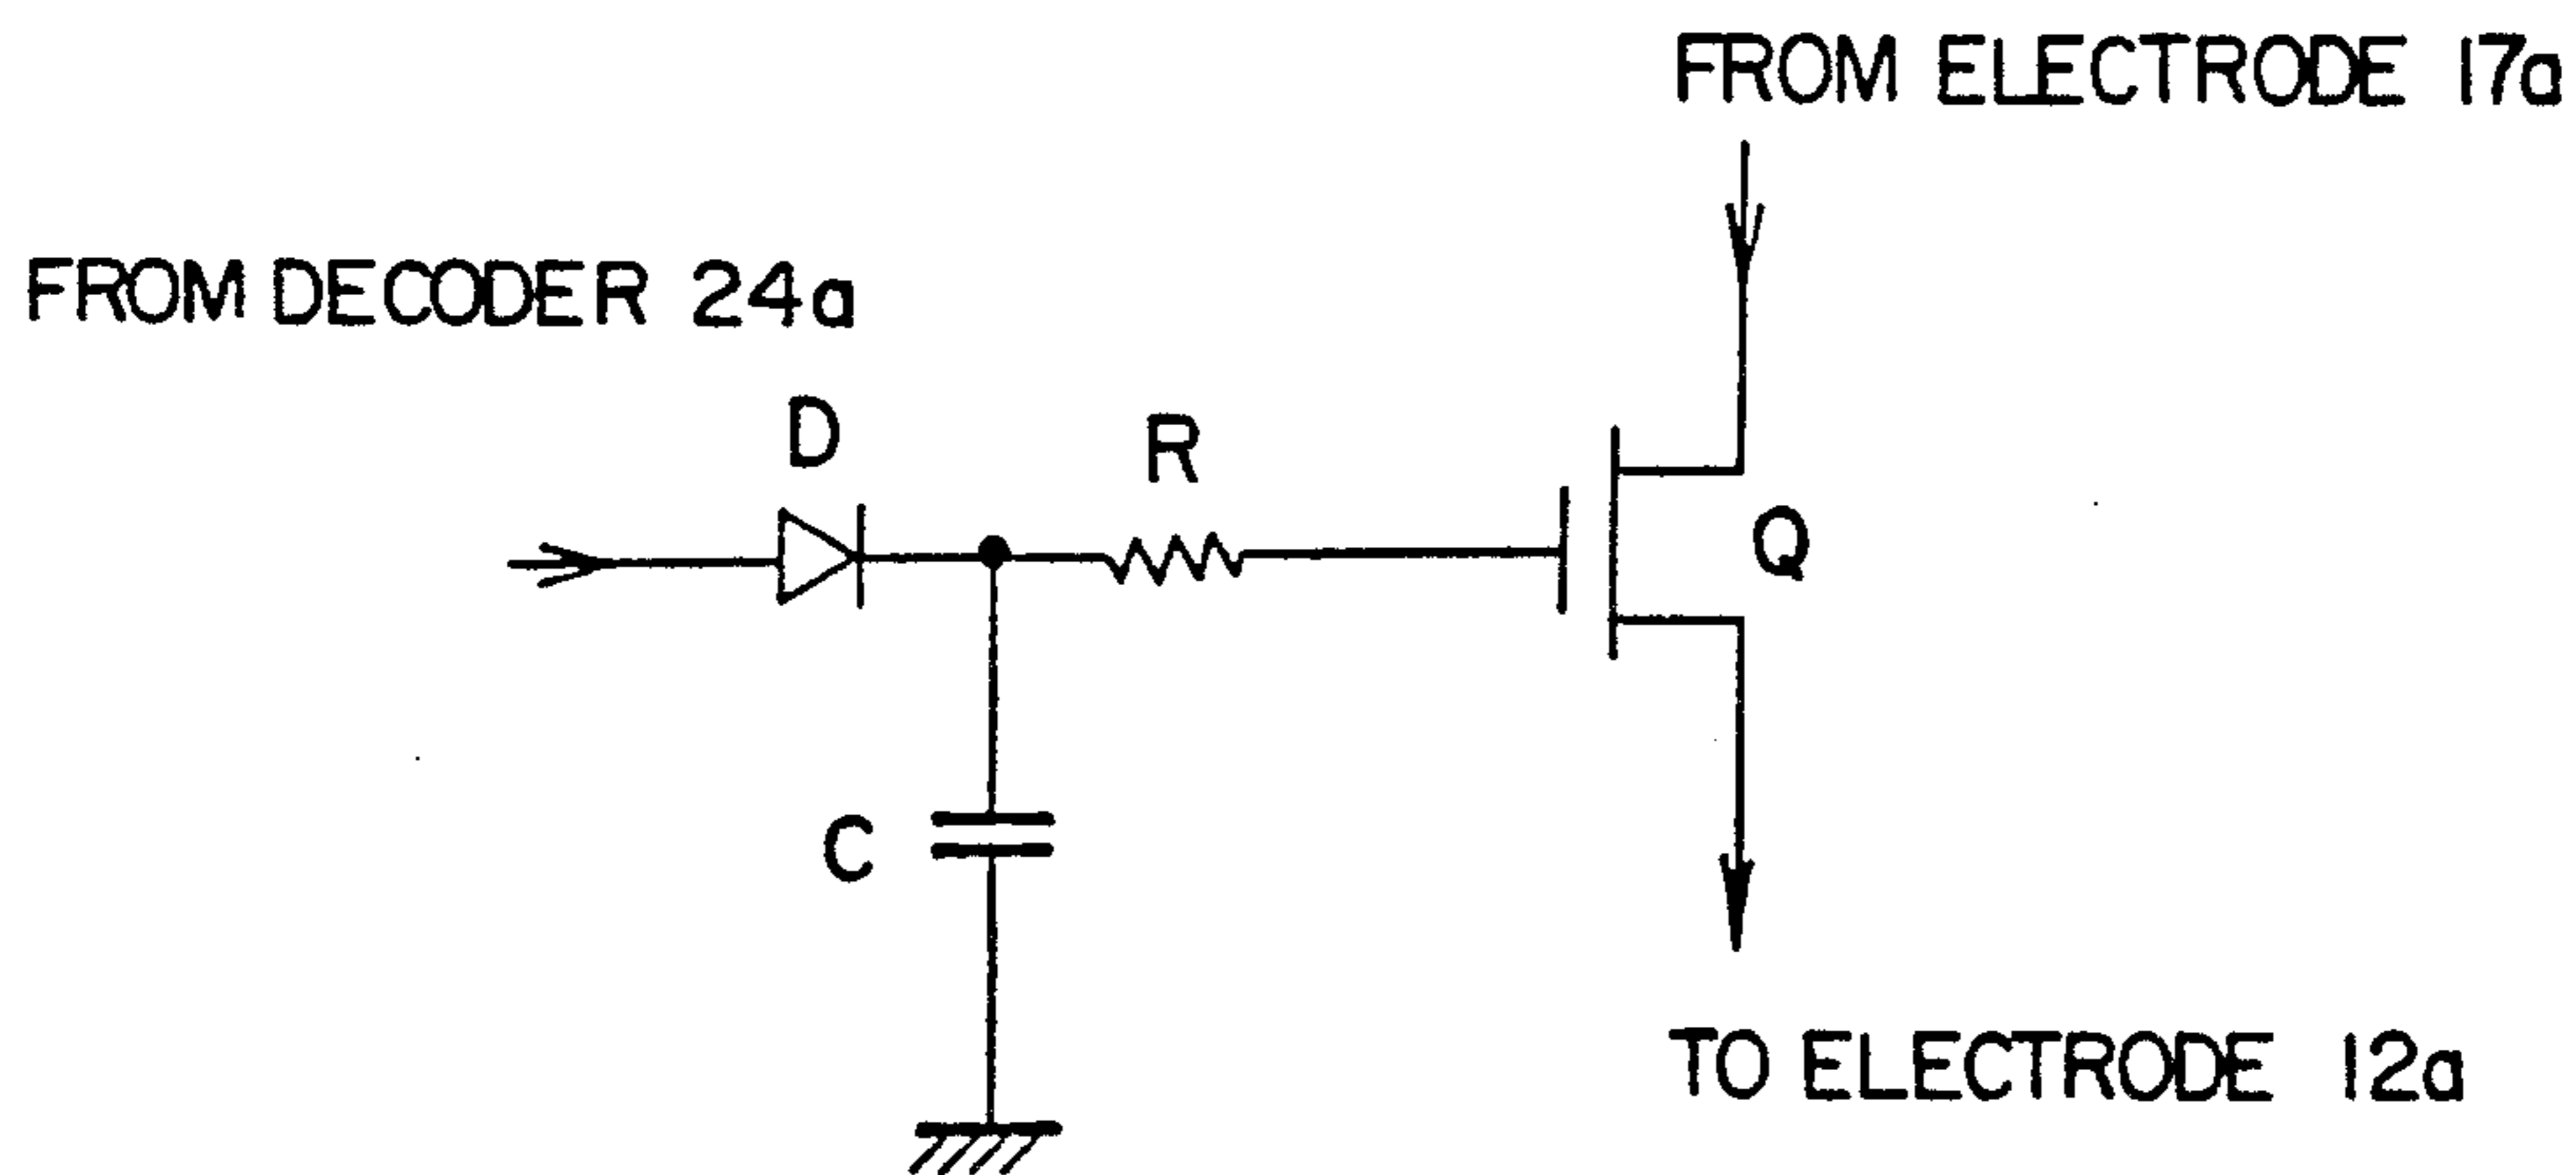 FROM ELECTRODE 17a
FROM DECODER 24a
D
R
Q
C
TO ELECTRODE 12a